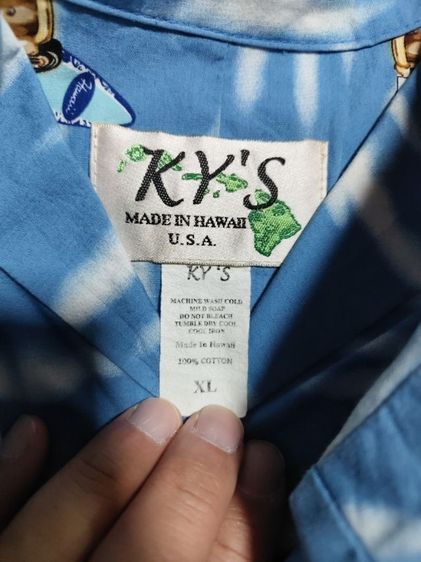 Hawaii
KY'S
MADE IN HAWAII
U.S.A.
KY'S
MACHINE WASH COLD
MILD SOAP
DO NOT BLEACH
TUMBLE DRY COOL
COOL IRON
Made In Hawaii
100% COTTON
XL